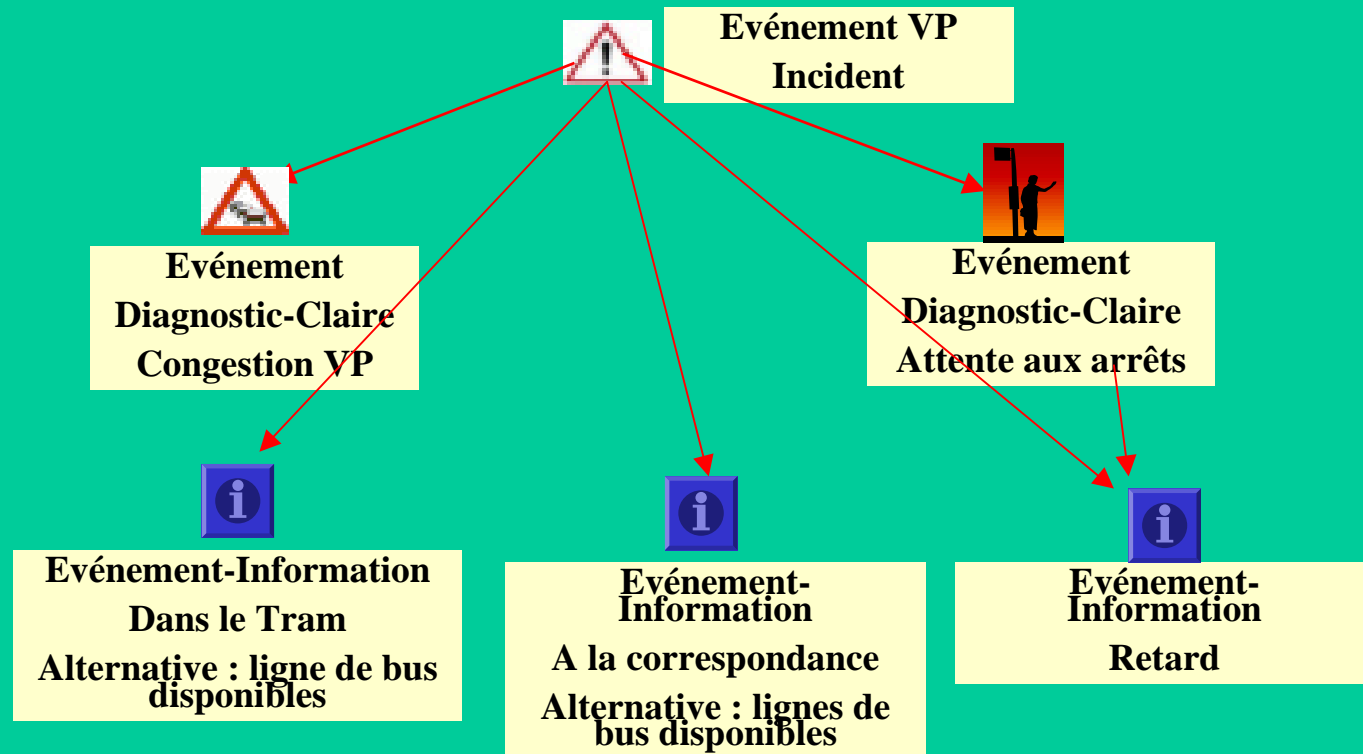 Evénement VP
Incident
Evénement
Diagnostic-Claire
Congestion VP
Evénement
Diagnostic-Claire
Attente aux arrêts
Evénement-Information
Dans le Tram
Alternative : ligne de bus
disponibles
Evénement-
Information
A la correspondance
Alternative : lignes de
bus disponibles
Evénement-
Information
Retard